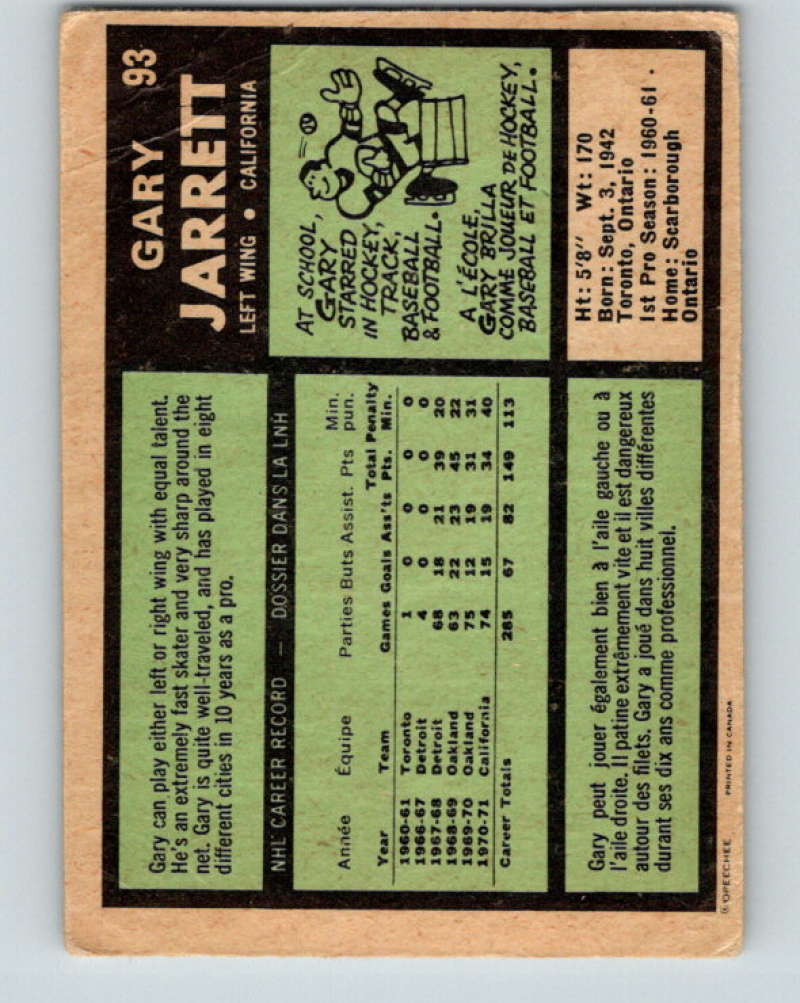 GARY 93
JARRETT
LEFT WING • CALIFORNIA
Gary can play either left or right wing with equal talent.
He's an extremely fast skater and very sharp around the
net. Gary is quite well-traveled, and has played in eight
different cities in 10 years as a pro.
AT SCHOOL,
GARY
STARRED
IN HOCKEY,
TRACK,
BASEBALL
& FOOTBALL.
A L'ÉCOLE,
GARY BRILLA
COMME JOUEUR DE HOCKEY,
BASEBALL ET FOOTBALL.
NHL CAREER RECORD — DOSSIER DANS LA LNH
Année Équipe Parties Buts Assist. Pts Min. pun.
Year Team Games Goals Ass'ts Total Pts. Penalty Min.
1960-61 Toronto 1 0 0 0 0
1966-67 Detroit 4 0 0 0 0
1967-68 Detroit 68 18 21 39 20
1968-69 Oakland 63 22 23 45 22
1969-70 Oakland 75 12 19 31 31
1970-71 California 74 15 19 34 40
Career Totals 285 67 82 149 113
Ht: 5'8" Wt: 170
Born: Sept. 3, 1942
Toronto, Ontario
1st Pro Season: 1960-61.
Home: Scarborough
Ontario
Gary peut jouer également bien à l'aile gauche ou à
l'aile droite. Il patine extrêmement vite et il est dangereux
autour des filets. Gary a joué dans huit villes différentes
durant ses dix ans comme professionnel.
© OPEECHEE PRINTED IN CANADA